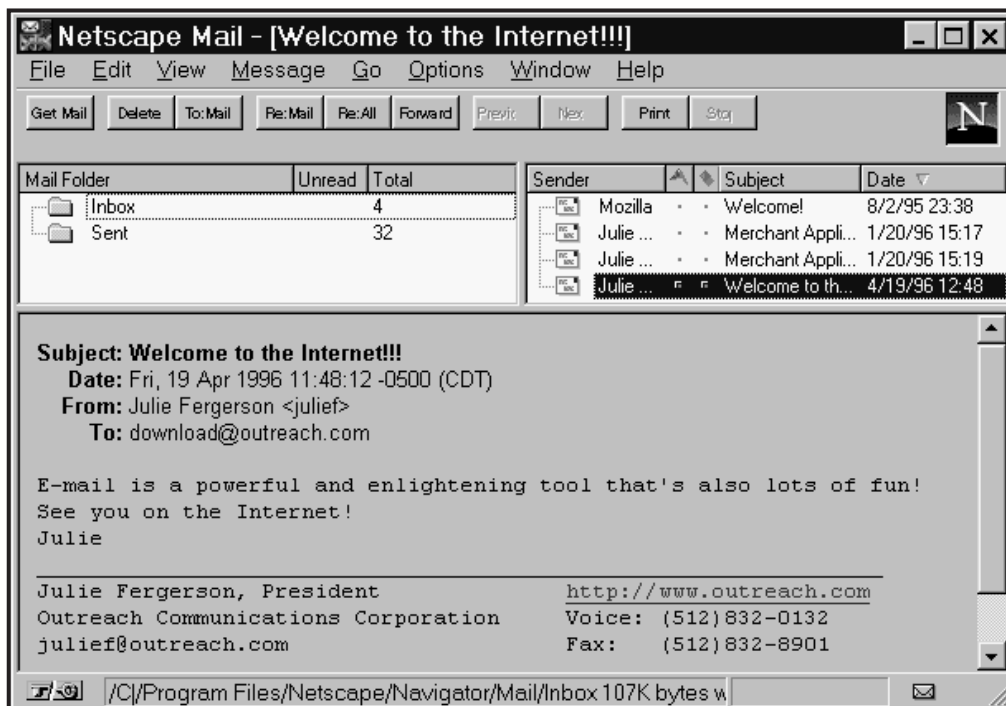 Netscape Mail - [Welcome to the Internet!!!]
File Edit View Message Go Options Window Help
Get Mail Delete To:Mail Re:Mail Re:All Forward Previc Nex Print Stop N
Mail Folder Unread Total
Inbox 4
Sent 32
Sender Subject Date
Mozilla Welcome! 8/2/95 23:38
Julie ... Merchant Appli... 1/20/96 15:17
Julie ... Merchant Appli... 1/20/96 15:19
Julie ... Welcome to th... 4/19/96 12:48
Subject: Welcome to the Internet!!!
Date: Fri, 19 Apr 1996 11:48:12 -0500 (CDT)
From: Julie Fergerson <julief>
To: download@outreach.com
E-mail is a powerful and enlightening tool that's also lots of fun!
See you on the Internet!
Julie
Julie Fergerson, President http://www.outreach.com
Outreach Communications Corporation Voice: (512)832-0132
julief@outreach.com Fax: (512)832-8901
/C|/Program Files/Netscape/Navigator/Mail/Inbox 107K bytes w